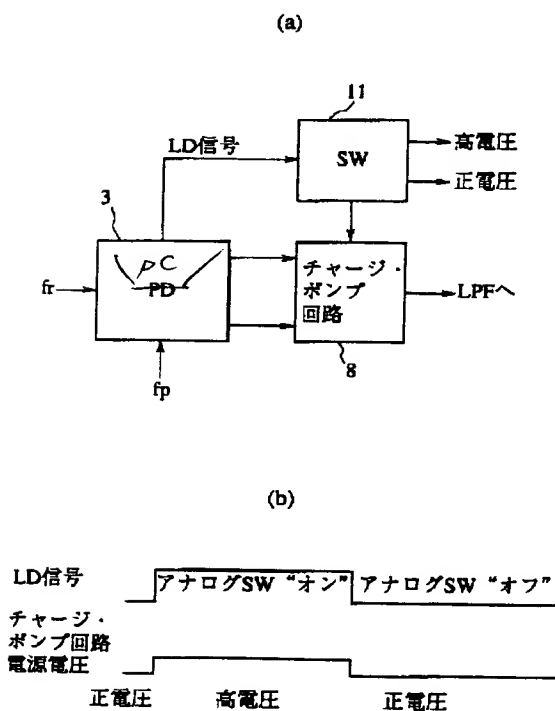 (a)
11
LD信号
SW
高電圧
正電圧
3
PC
PD
fr
fp
チャージ・
ポンプ
回路
LPFへ
8
(b)
LD信号
アナログSW“オン”
アナログSW“オフ”
チャージ・
ポンプ回路
電源電圧
正電圧
高電圧
正電圧